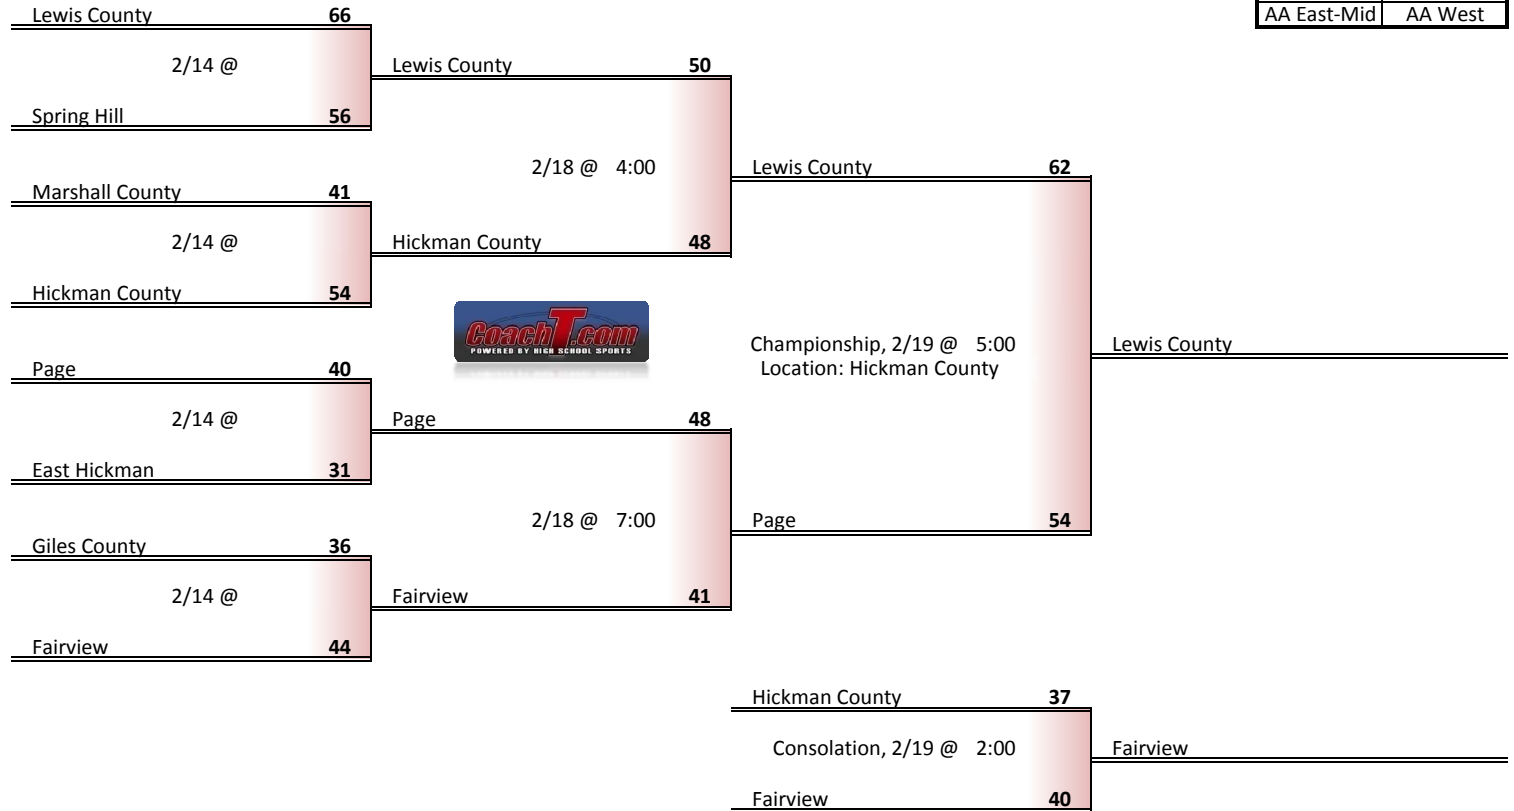 Lewis County 66
AA East-Mid AA West
2/14 @
Lewis County 50
Spring Hill 56
2/18 @ 4:00
Lewis County 62
Marshall County 41
2/14 @
Hickman County 48
Hickman County 54
CoachT.com
POWERED BY HIGH SCHOOL SPORTS
Championship, 2/19 @ 5:00
Location: Hickman County
Lewis County
Page 40
2/14 @
Page 48
East Hickman 31
2/18 @ 7:00
Page 54
Giles County 36
2/14 @
Fairview 41
Fairview 44
Hickman County 37
Consolation, 2/19 @ 2:00
Fairview
Fairview 40